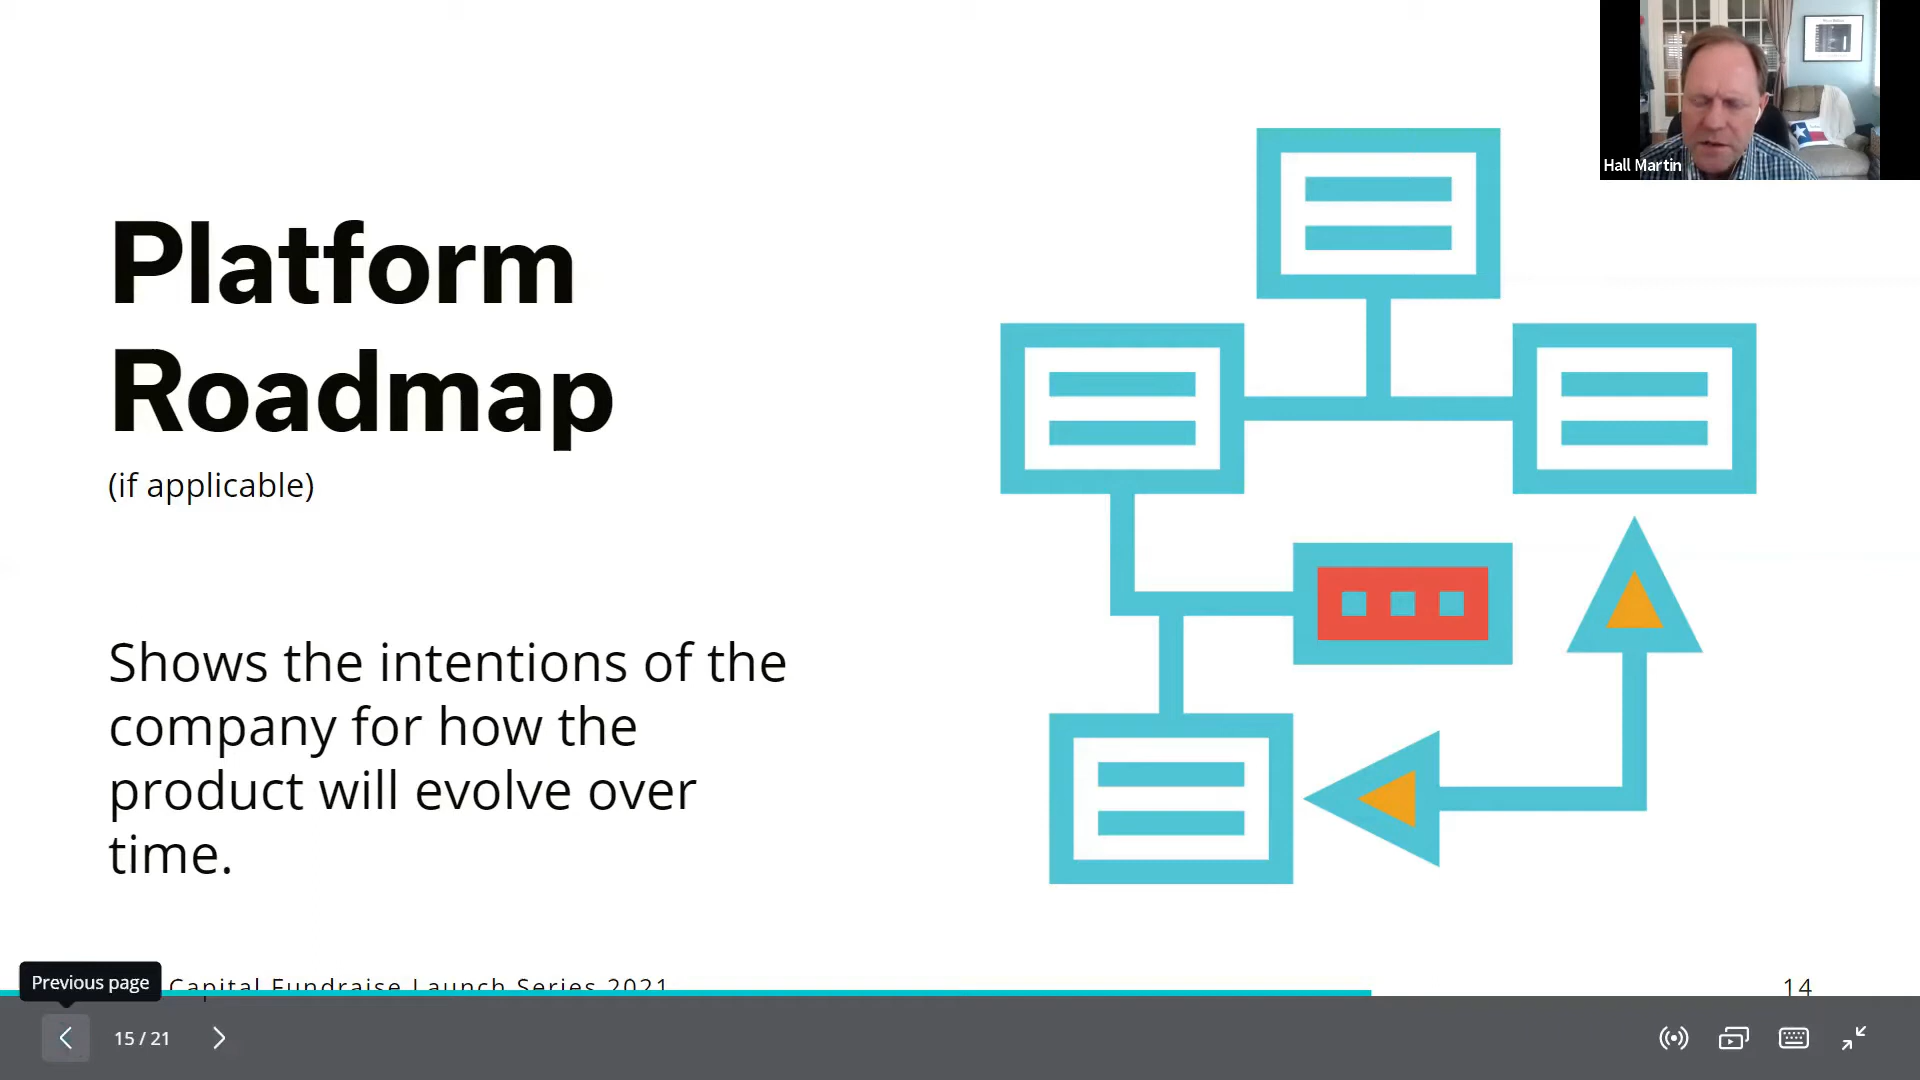 Hall Martin
Platform
Roadmap
(if applicable)
Shows the intentions of the
company for how the
product will evolve over
time.
Previous page
Capital Fundraise Launch Series 2021
14
15 / 21